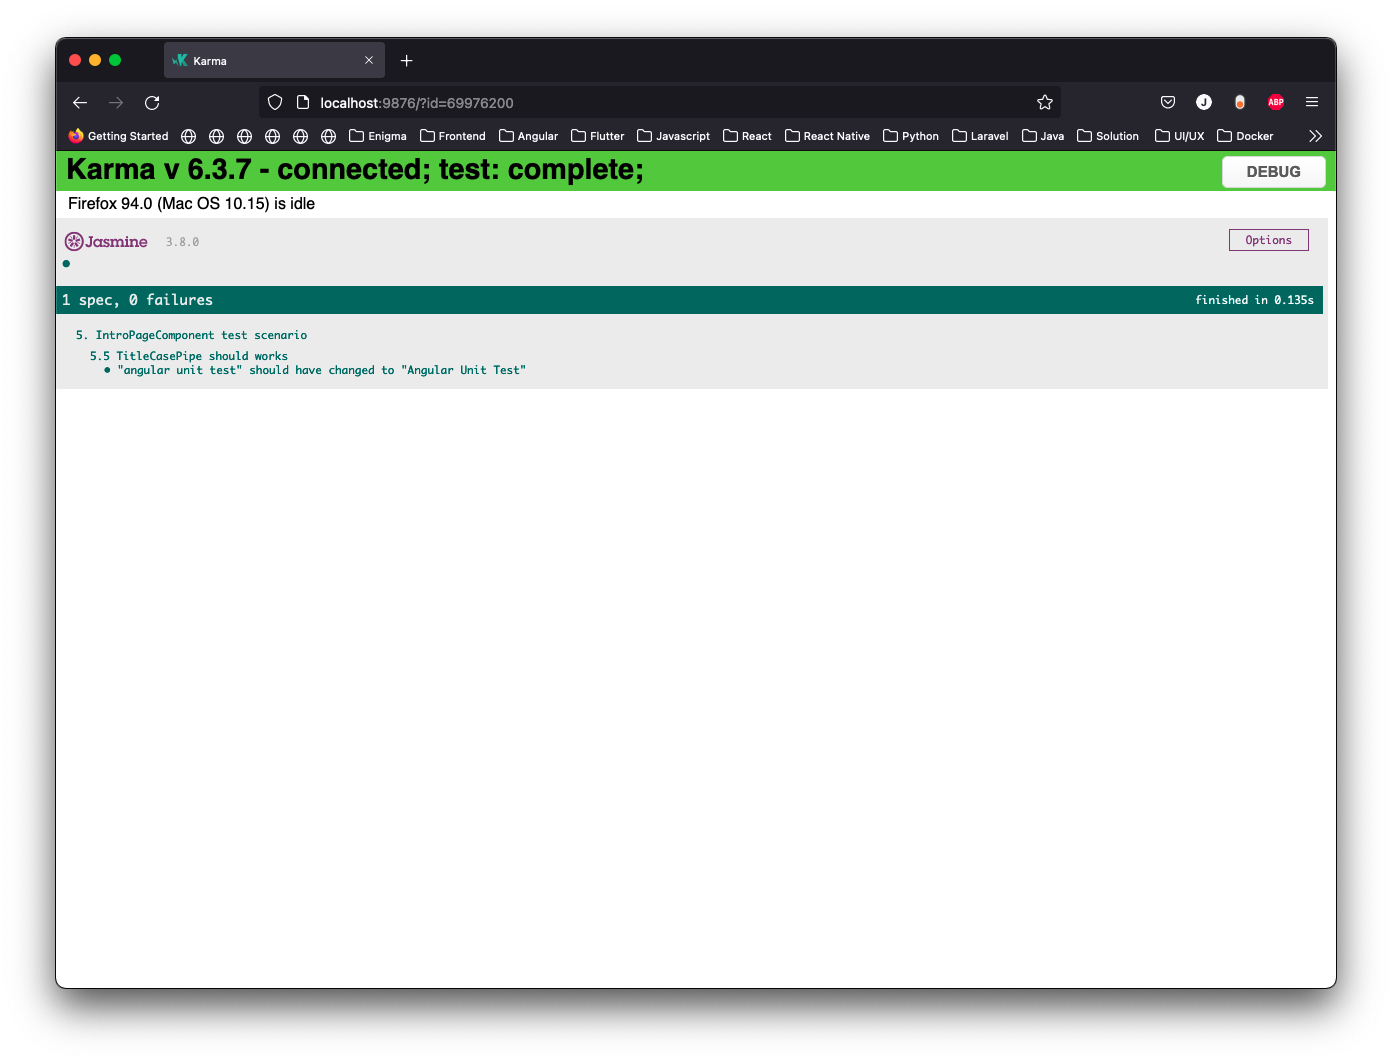 Karma
localhost:9876/?id=69976200
J
ABP
Getting Started Enigma Frontend Angular Flutter Javascript React React Native Python Laravel Java Solution UI/UX Docker
Karma v 6.3.7 - connected; test: complete;
DEBUG
Firefox 94.0 (Mac OS 10.15) is idle
Jasmine 3.8.0
Options
1 spec, 0 failures
finished in 0.135s
5. IntroPageComponent test scenario
5.5 TitleCasePipe should works
• "angular unit test" should have changed to "Angular Unit Test"